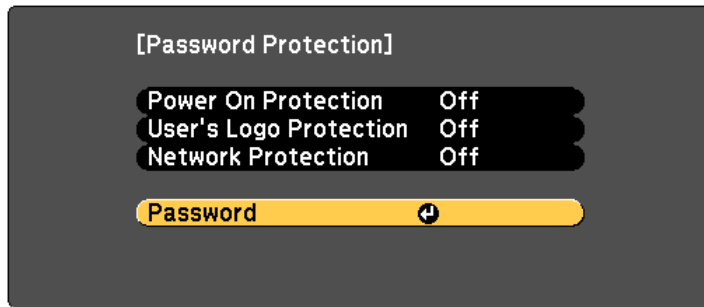 [Password Protection]
Power On Protection Off
User's Logo Protection Off
Network Protection Off
Password